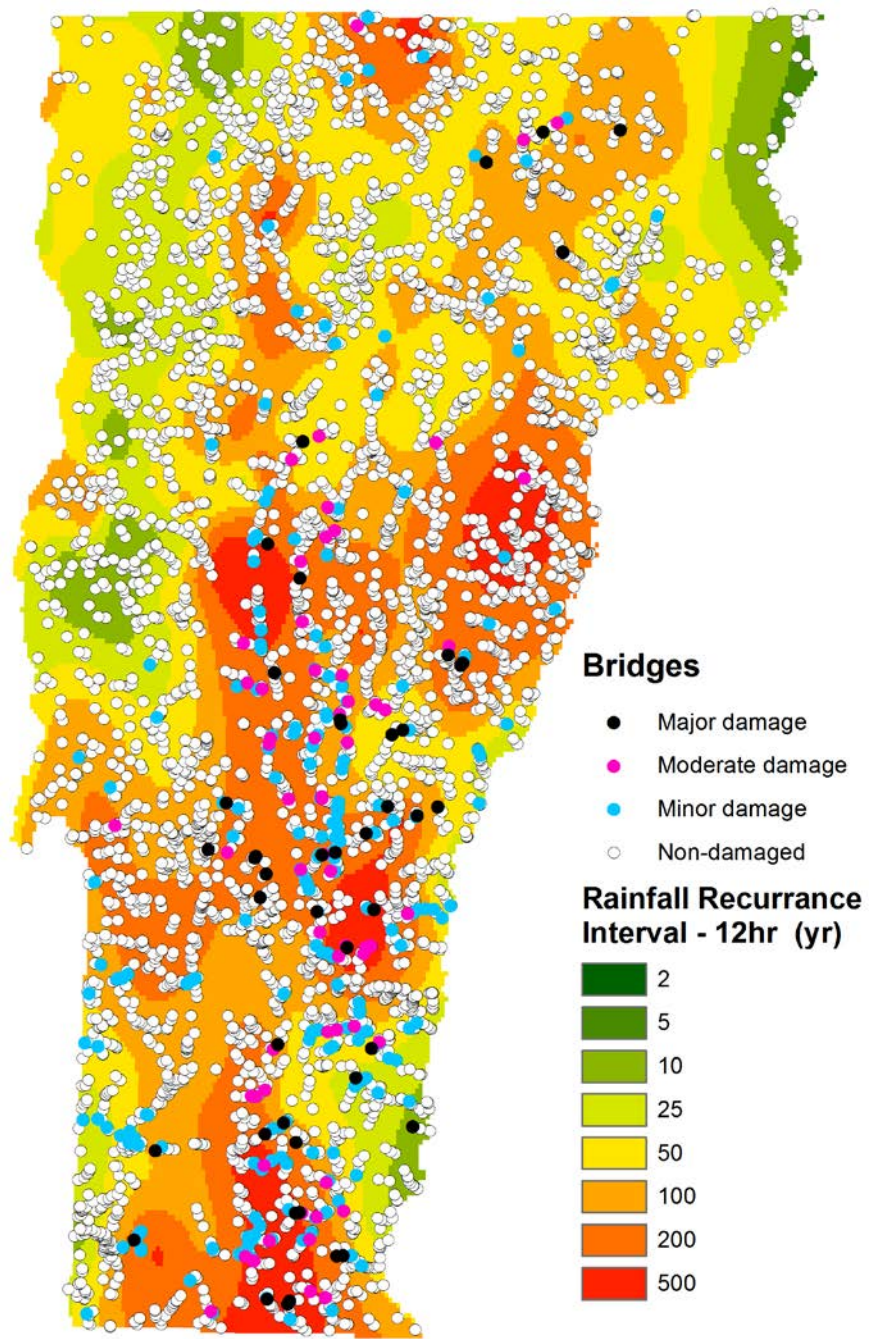 Bridges
Major damage
Moderate damage
Minor damage
Non-damaged
Rainfall Recurrance
Interval - 12hr (yr)
2
5
10
25
50
100
200
500